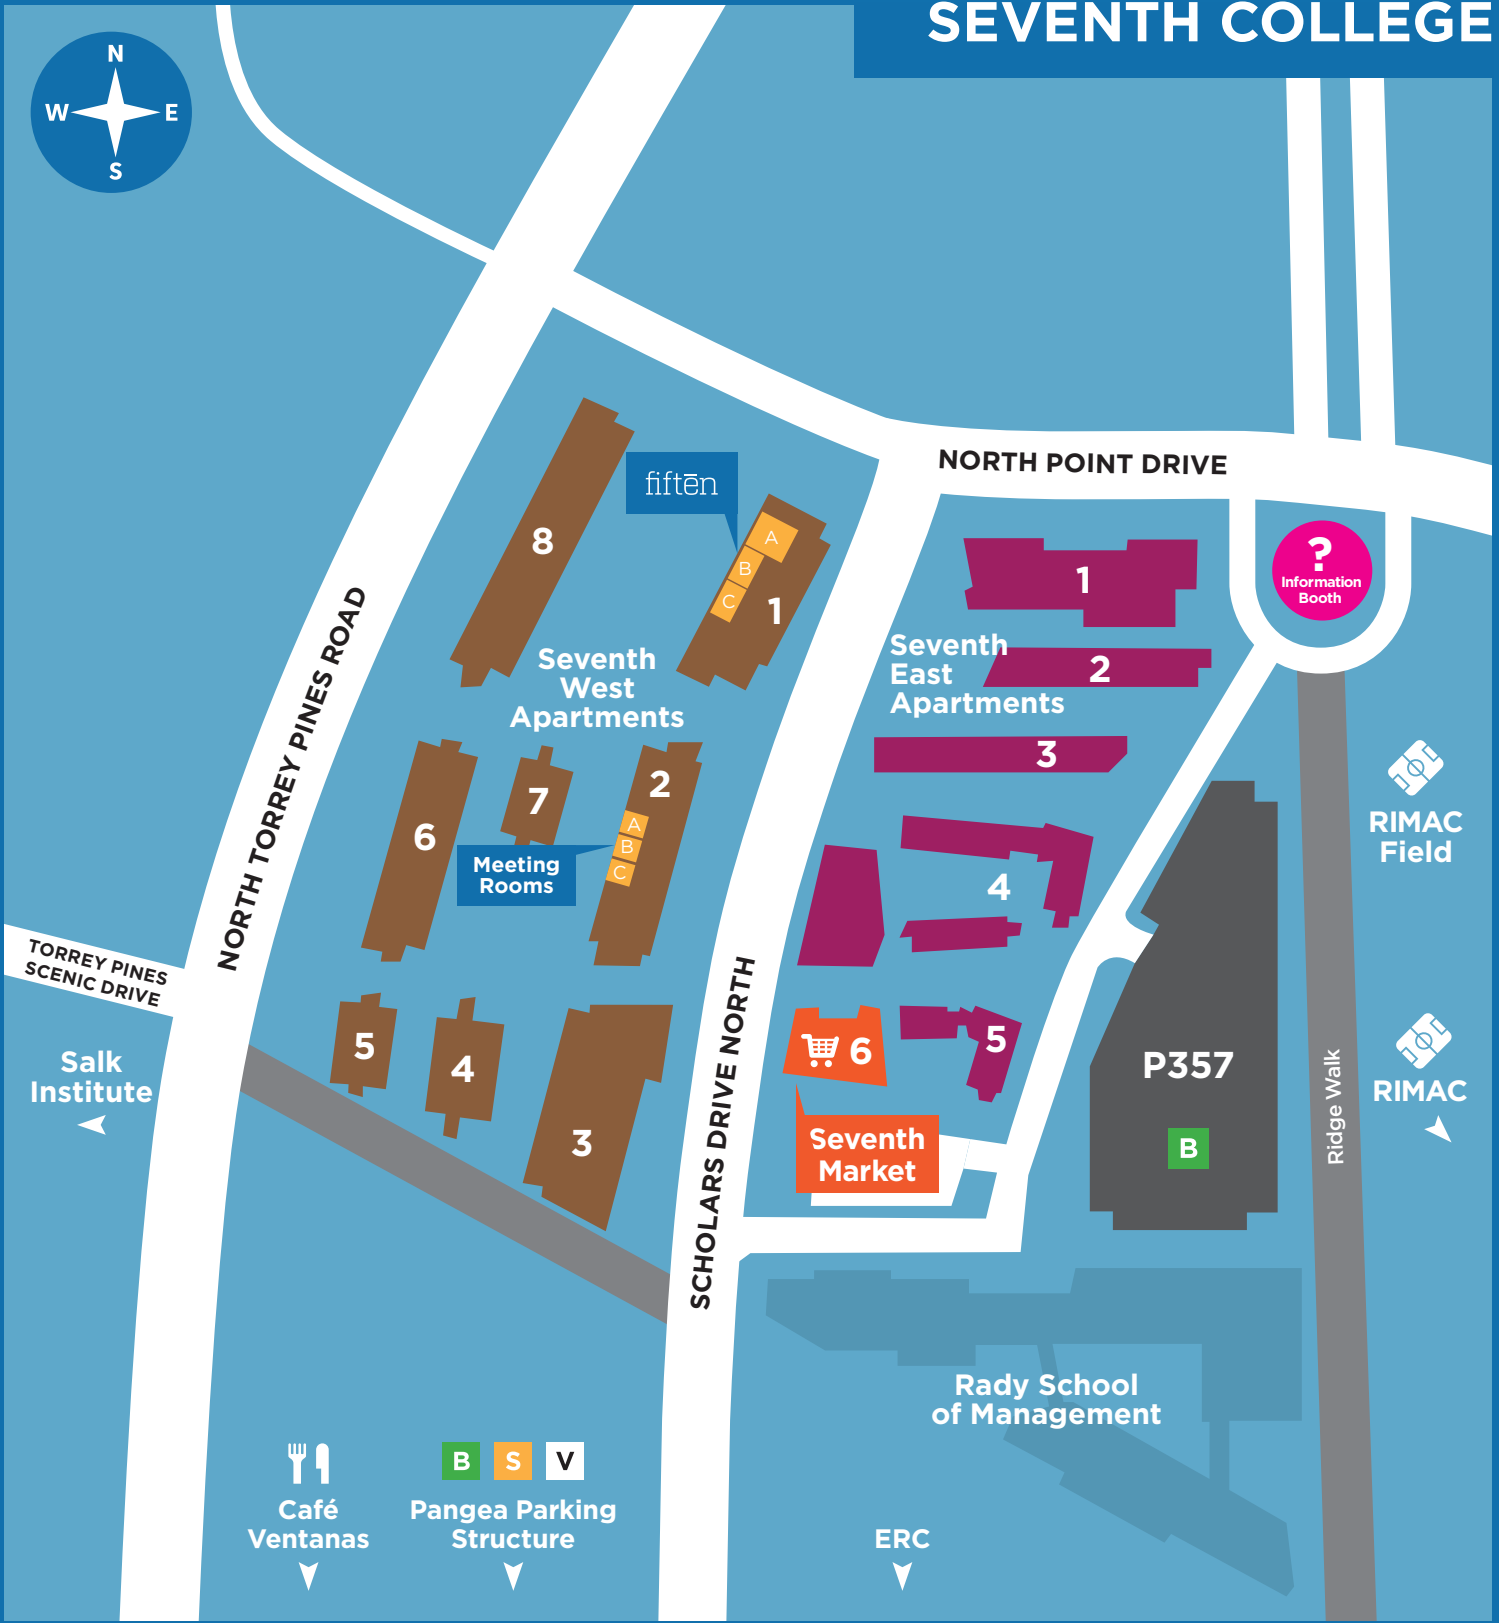 SEVENTH COLLEGE
N
W E
S
NORTH POINT DRIVE
NORTH TORREY PINES ROAD
fiftēn
8
A
B
C
1
?
Information
Booth
1
Seventh
West
Apartments
Seventh
East
Apartments
2
3
6
7
2
A
B
C
Meeting
Rooms
4
RIMAC
Field
TORREY PINES
SCENIC DRIVE
SCHOLARS DRIVE NORTH
5
4
3
6
5
P357
B
Ridge Walk
Salk
Institute
RIMAC
Seventh
Market
Rady School
of Management
B S V
Café
Ventanas
Pangea Parking
Structure
ERC